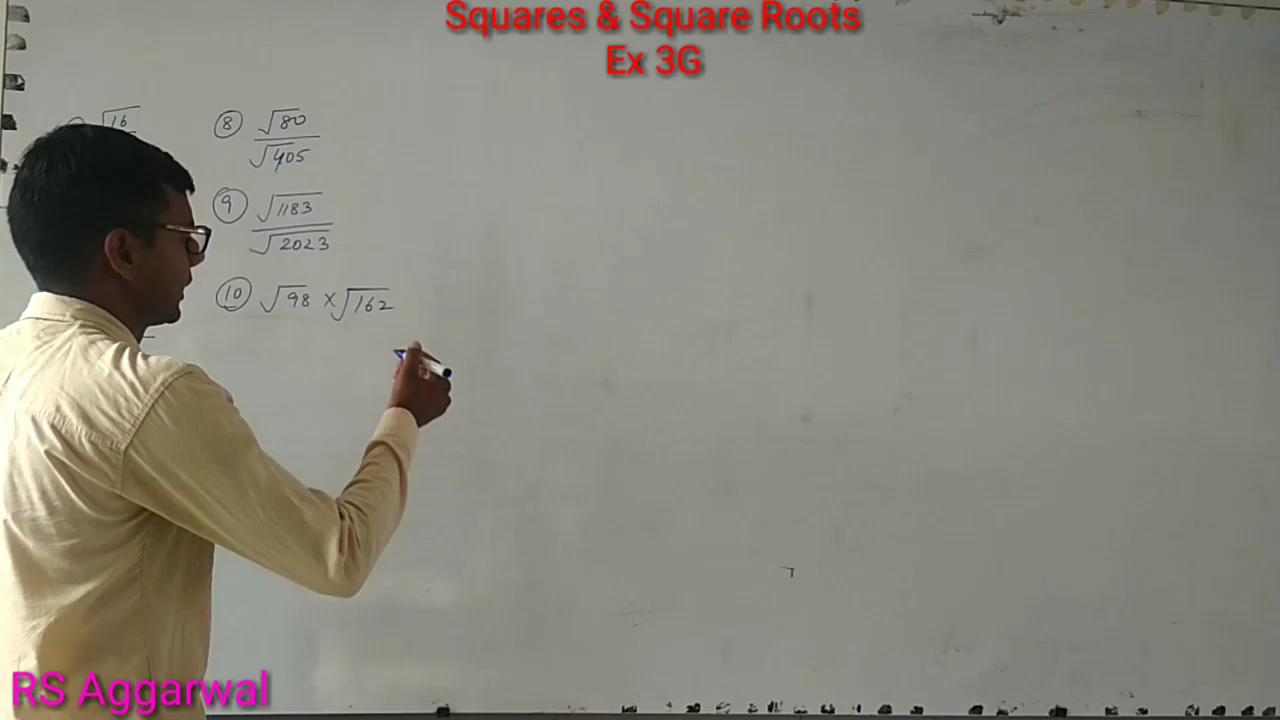 Squares & Square Roots
Ex 3G
√16
⑧ √80
√405
⑨ √1183
√2023
⑩ √98 × √162
RS Aggarwal